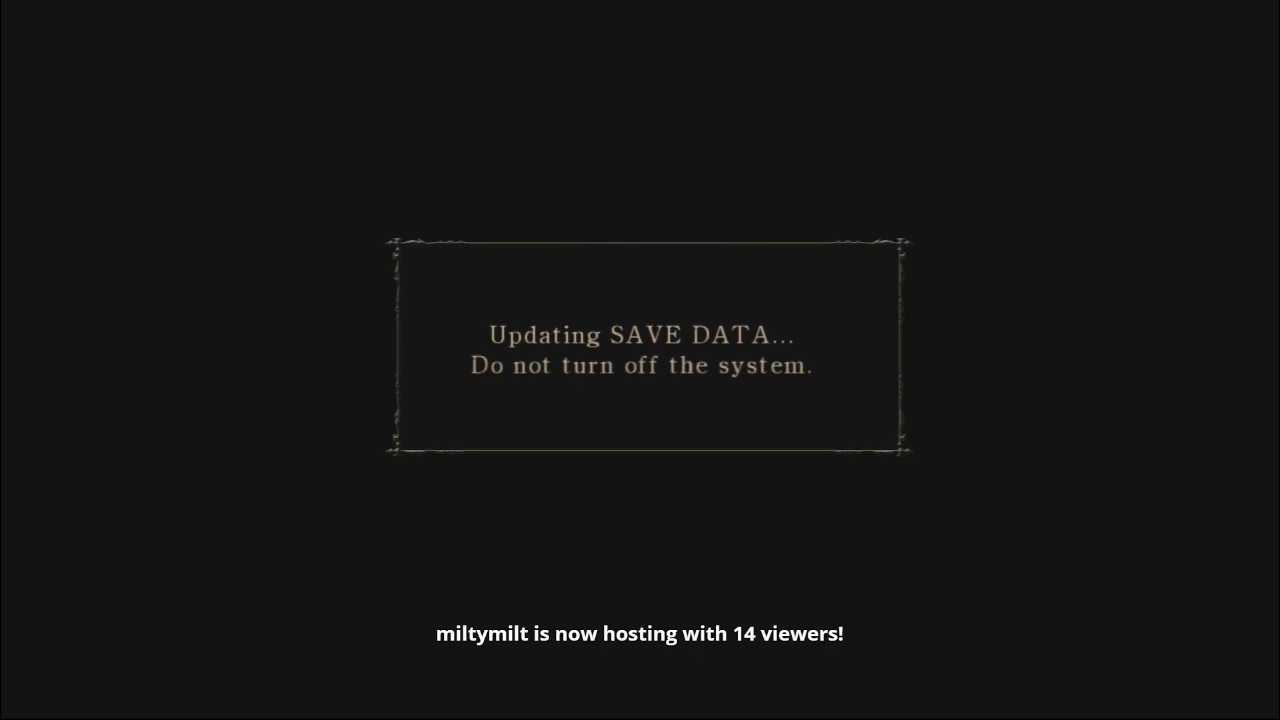 Updating SAVE DATA...
Do not turn off the system.
miltymilt is now hosting with 14 viewers!